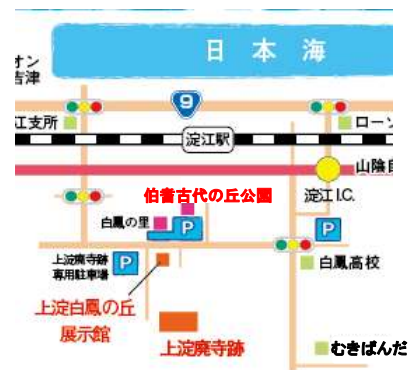 日本海
オン
吉津
9
江支所
ローソ
淀江駅
山陰自
伯耆古代の丘公園
淀江 I.C.
白鳳の里
P
P
上淀廃寺跡
専用駐車場
P
白鳳高校
上淀白鳳の丘
展示館
上淀廃寺跡
むきばんだ